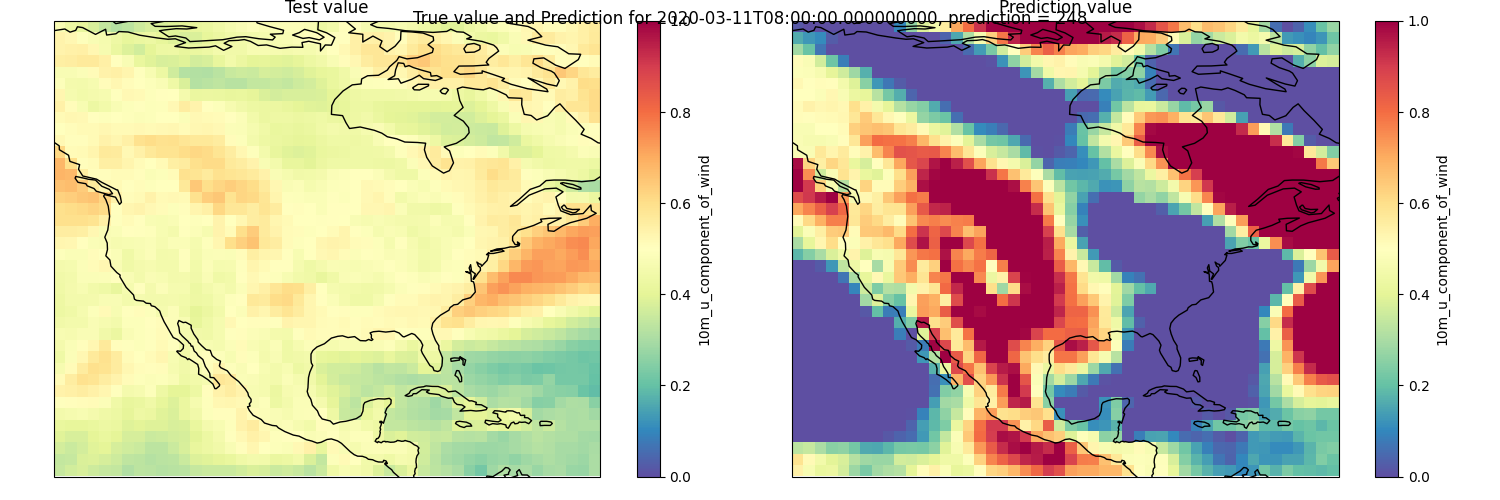 Test value
Prediction value
True value and Prediction for 2020-03-11T08:00:00.000000000, prediction = 248
1.0
0.8
0.6
0.4
0.2
0.0
10m_u_component_of_wind
1.0
0.8
0.6
0.4
0.2
0.0
10m_u_component_of_wind